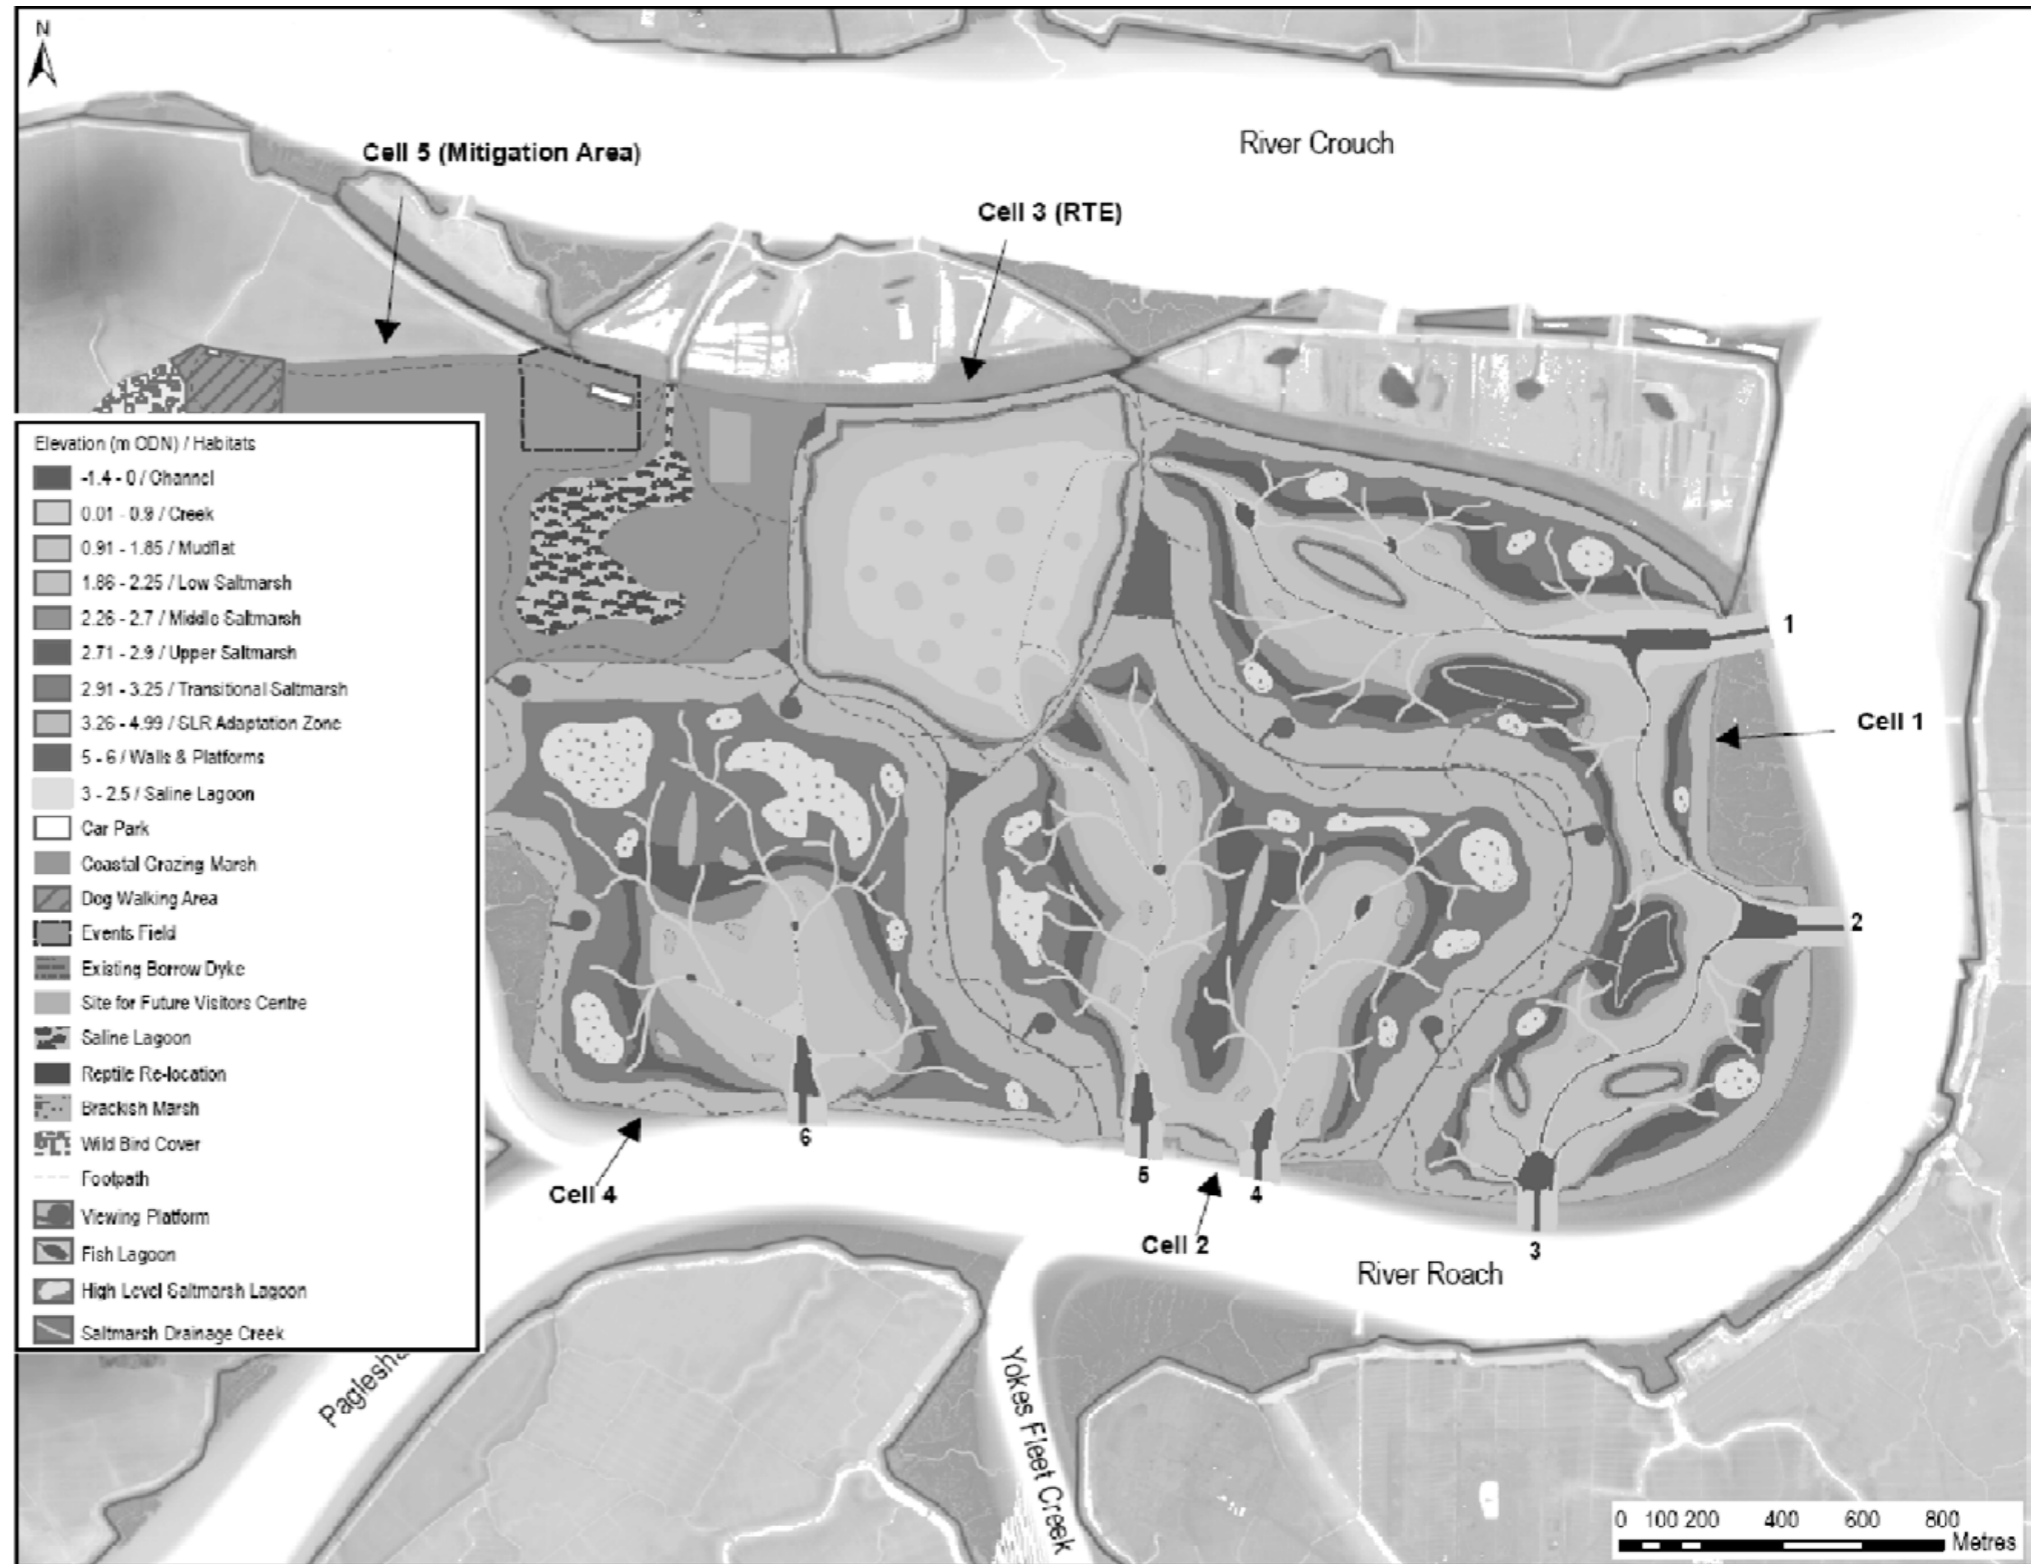 N
River Crouch
Cell 5 (Mitigation Area)
Cell 3 (RTE)
Elevation (m ODN) / Habitats
-1.4 - 0 / Channel
0.01 - 0.9 / Creek
0.91 - 1.85 / Mudflat
1.86 - 2.25 / Low Saltmarsh
2.26 - 2.7 / Middle Saltmarsh
2.71 - 2.9 / Upper Saltmarsh
2.91 - 3.25 / Transitional Saltmarsh
3.26 - 4.99 / SLR Adaptation Zone
5 - 6 / Walls & Platforms
3 - 2.5 / Saline Lagoon
Car Park
Coastal Grazing Marsh
Dog Walking Area
Events Field
Existing Borrow Dyke
Site for Future Visitors Centre
Saline Lagoon
Reptile Re-location
Brackish Marsh
Wild Bird Cover
Footpath
Viewing Platform
Fish Lagoon
High Level Saltmarsh Lagoon
Saltmarsh Drainage Creek
1
Cell 1
2
6
5
4
3
Cell 4
Cell 2
River Roach
Paglesha
Yokes Fleet Creek
0 100 200 400 600 800
Metres